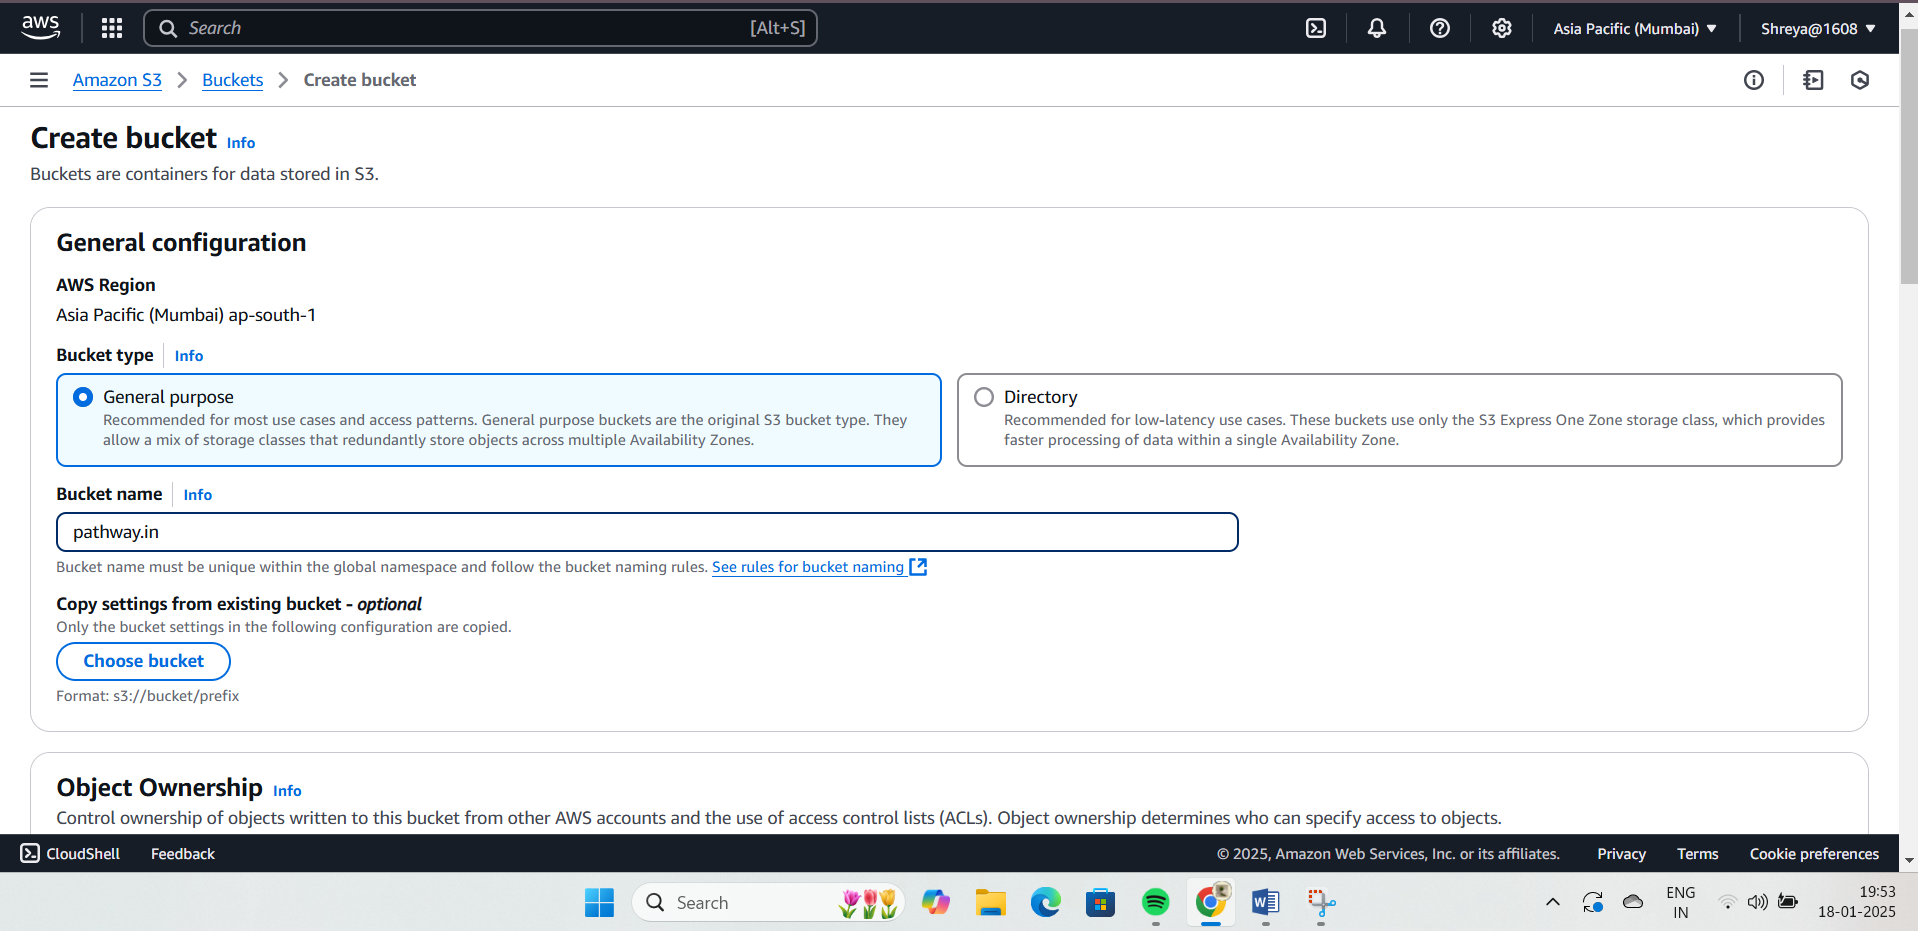 aws
Search [Alt+S] Asia Pacific (Mumbai) Shreya@1608
Amazon S3 Buckets Create bucket
Create bucket Info
Buckets are containers for data stored in S3.
General configuration
AWS Region
Asia Pacific (Mumbai) ap-south-1
Bucket type Info
General purpose
Recommended for most use cases and access patterns. General purpose buckets are the original S3 bucket type. They
allow a mix of storage classes that redundantly store objects across multiple Availability Zones.
Directory
Recommended for low-latency use cases. These buckets use only the S3 Express One Zone storage class, which provides
faster processing of data within a single Availability Zone.
Bucket name Info
pathway.in
Bucket name must be unique within the global namespace and follow the bucket naming rules. See rules for bucket naming
Copy settings from existing bucket - optional
Only the bucket settings in the following configuration are copied.
Choose bucket
Format: s3://bucket/prefix
Object Ownership Info
Control ownership of objects written to this bucket from other AWS accounts and the use of access control lists (ACLs). Object ownership determines who can specify access to objects.
CloudShell Feedback © 2025, Amazon Web Services, Inc. or its affiliates. Privacy Terms Cookie preferences
Search
ENG
IN
19:53
18-01-2025